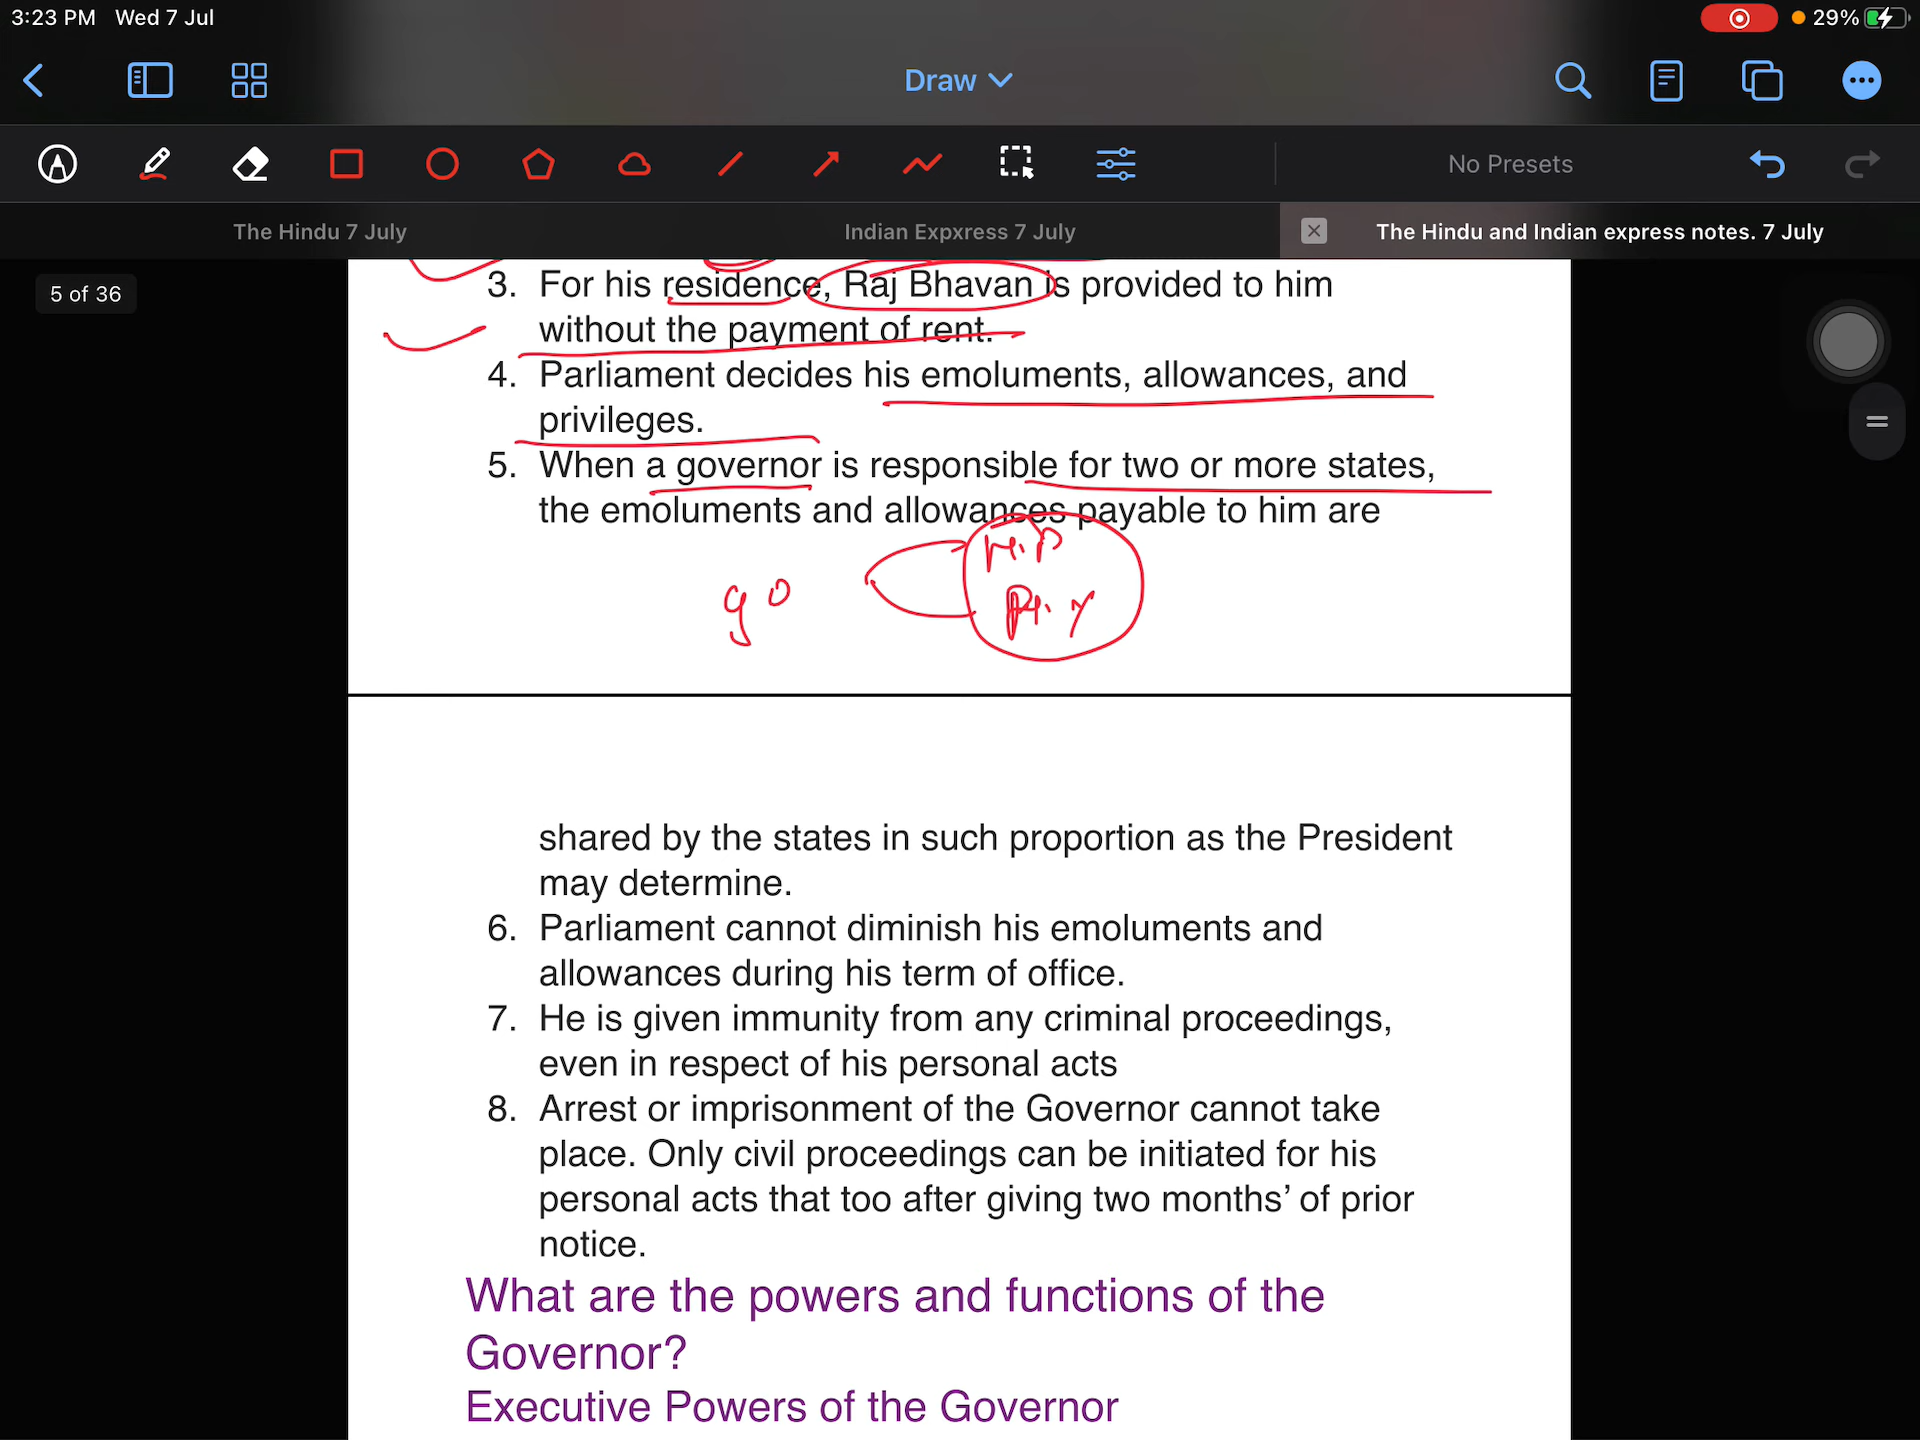 3:23 PM Wed 7 Jul
29%
Draw
No Presets
The Hindu 7 July
Indian Expxress 7 July
The Hindu and Indian express notes. 7 July
5 of 36
3. For his residence, Raj Bhavan is provided to him
without the payment of rent.
4. Parliament decides his emoluments, allowances, and
privileges.
5. When a governor is responsible for two or more states,
the emoluments and allowances payable to him are
go
shared by the states in such proportion as the President
may determine.
6. Parliament cannot diminish his emoluments and
allowances during his term of office.
7. He is given immunity from any criminal proceedings,
even in respect of his personal acts
8. Arrest or imprisonment of the Governor cannot take
place. Only civil proceedings can be initiated for his
personal acts that too after giving two months’ of prior
notice.
What are the powers and functions of the
Governor?
Executive Powers of the Governor